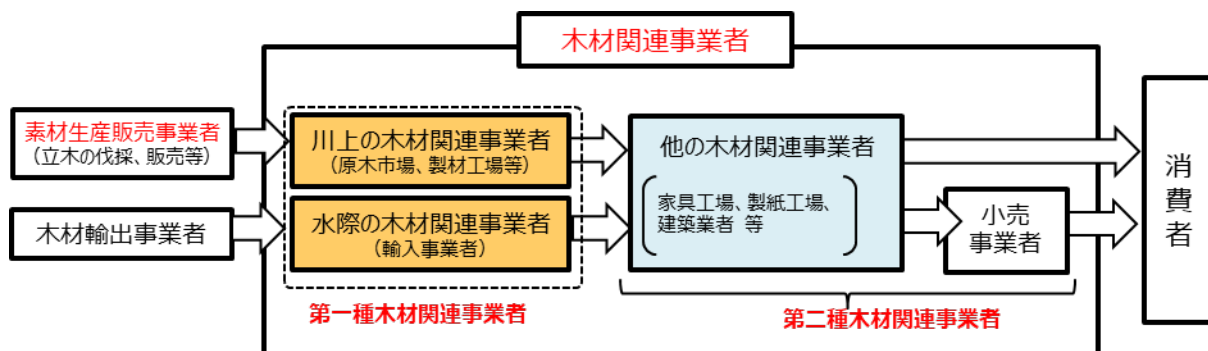 木材関連事業者
素材生産販売事業者
（立木の伐採、販売等）
木材輸出事業者
川上の木材関連事業者
（原木市場、製材工場等）
水際の木材関連事業者
（輸入事業者）
第一種木材関連事業者
他の木材関連事業者
家具工場、製紙工場、
建築業者 等
小売
事業者
第二種木材関連事業者
消費者